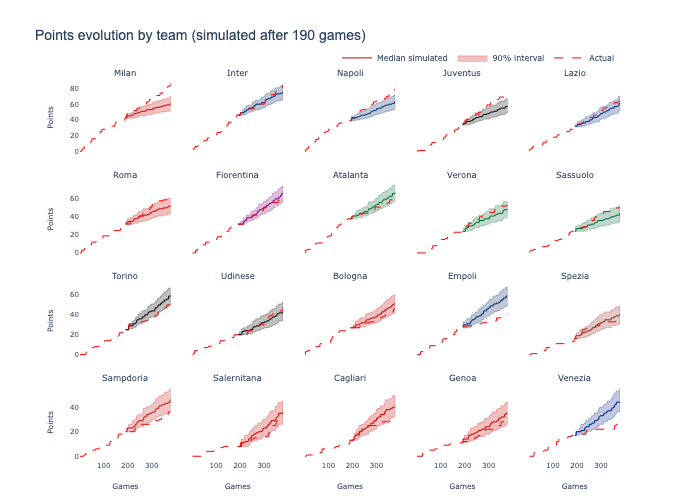 Points evolution by team (simulated after 190 games)
Median simulated 90% interval Actual
Milan Inter Napoli Juventus Lazio
80
60
40
20
0
Points
Roma Fiorentina Atalanta Verona Sassuolo
60
40
20
0
Points
Torino Udinese Bologna Empoli Spezia
60
40
20
0
Points
Sampdoria Salernitana Cagliari Genoa Venezia
40
20
0
Points
100 200 300 100 200 300 100 200 300 100 200 300 100 200 300
Games Games Games Games Games